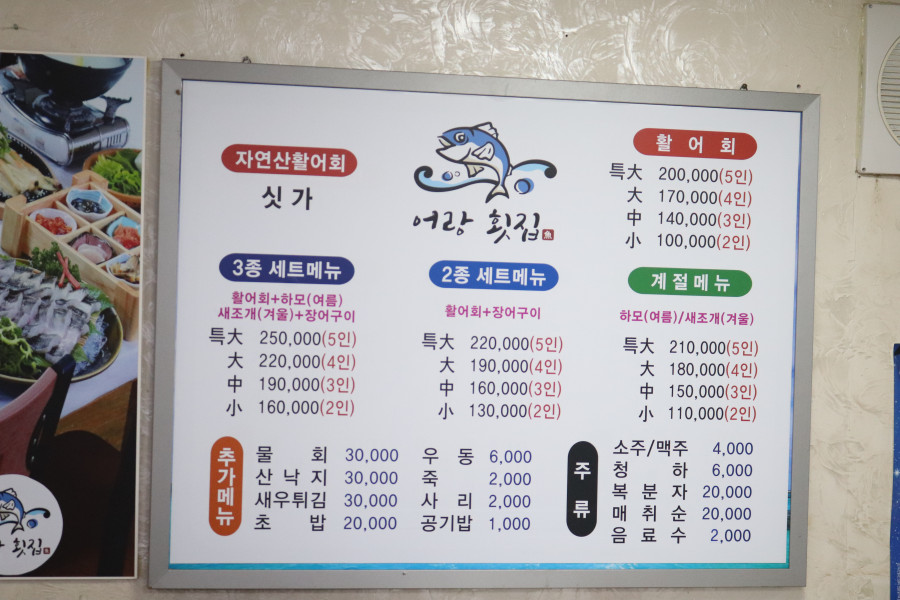 자연산활어회
싯가
어랑 횟집
활어회
특大 200,000(5인)
大 170,000(4인)
中 140,000(3인)
小 100,000(2인)
3종 세트메뉴
활어회+하모(여름)
새조개(겨울)+장어구이
특大 250,000(5인)
大 220,000(4인)
中 190,000(3인)
小 160,000(2인)
2종 세트메뉴
활어회+장어구이
특大 220,000(5인)
大 190,000(4인)
中 160,000(3인)
小 130,000(2인)
계절메뉴
하모(여름)/새조개(겨울)
특大 210,000(5인)
大 180,000(4인)
中 150,000(3인)
小 110,000(2인)
추가메뉴
물회 30,000
산낙지 30,000
새우튀김 30,000
초밥 20,000
우동 6,000
죽 2,000
사리 2,000
공기밥 1,000
주류
소주/맥주 4,000
청하 6,000
복분자 20,000
매취순 20,000
음료수 2,000
횟집